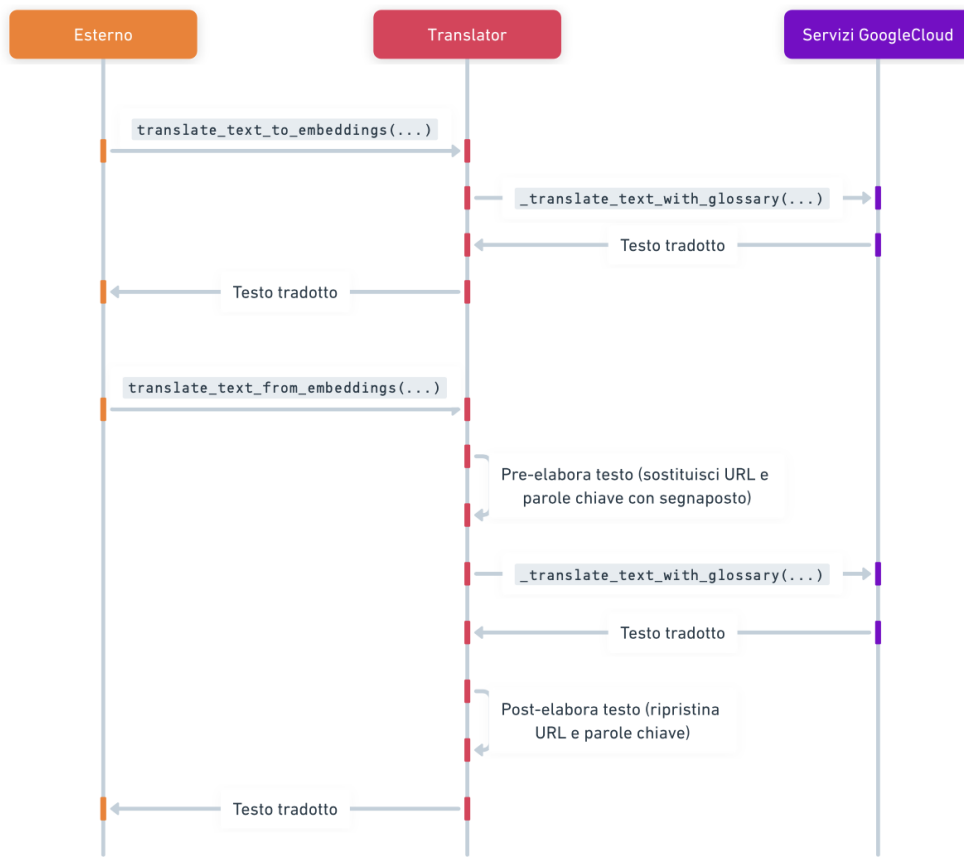 Esterno
Translator
Servizi GoogleCloud
translate_text_to_embeddings(...)
_translate_text_with_glossary(...)
Testo tradotto
Testo tradotto
translate_text_from_embeddings(...)
Pre-elabora testo (sostituisci URL e
parole chiave con segnaposto)
_translate_text_with_glossary(...)
Testo tradotto
Post-elabora testo (ripristina
URL e parole chiave)
Testo tradotto